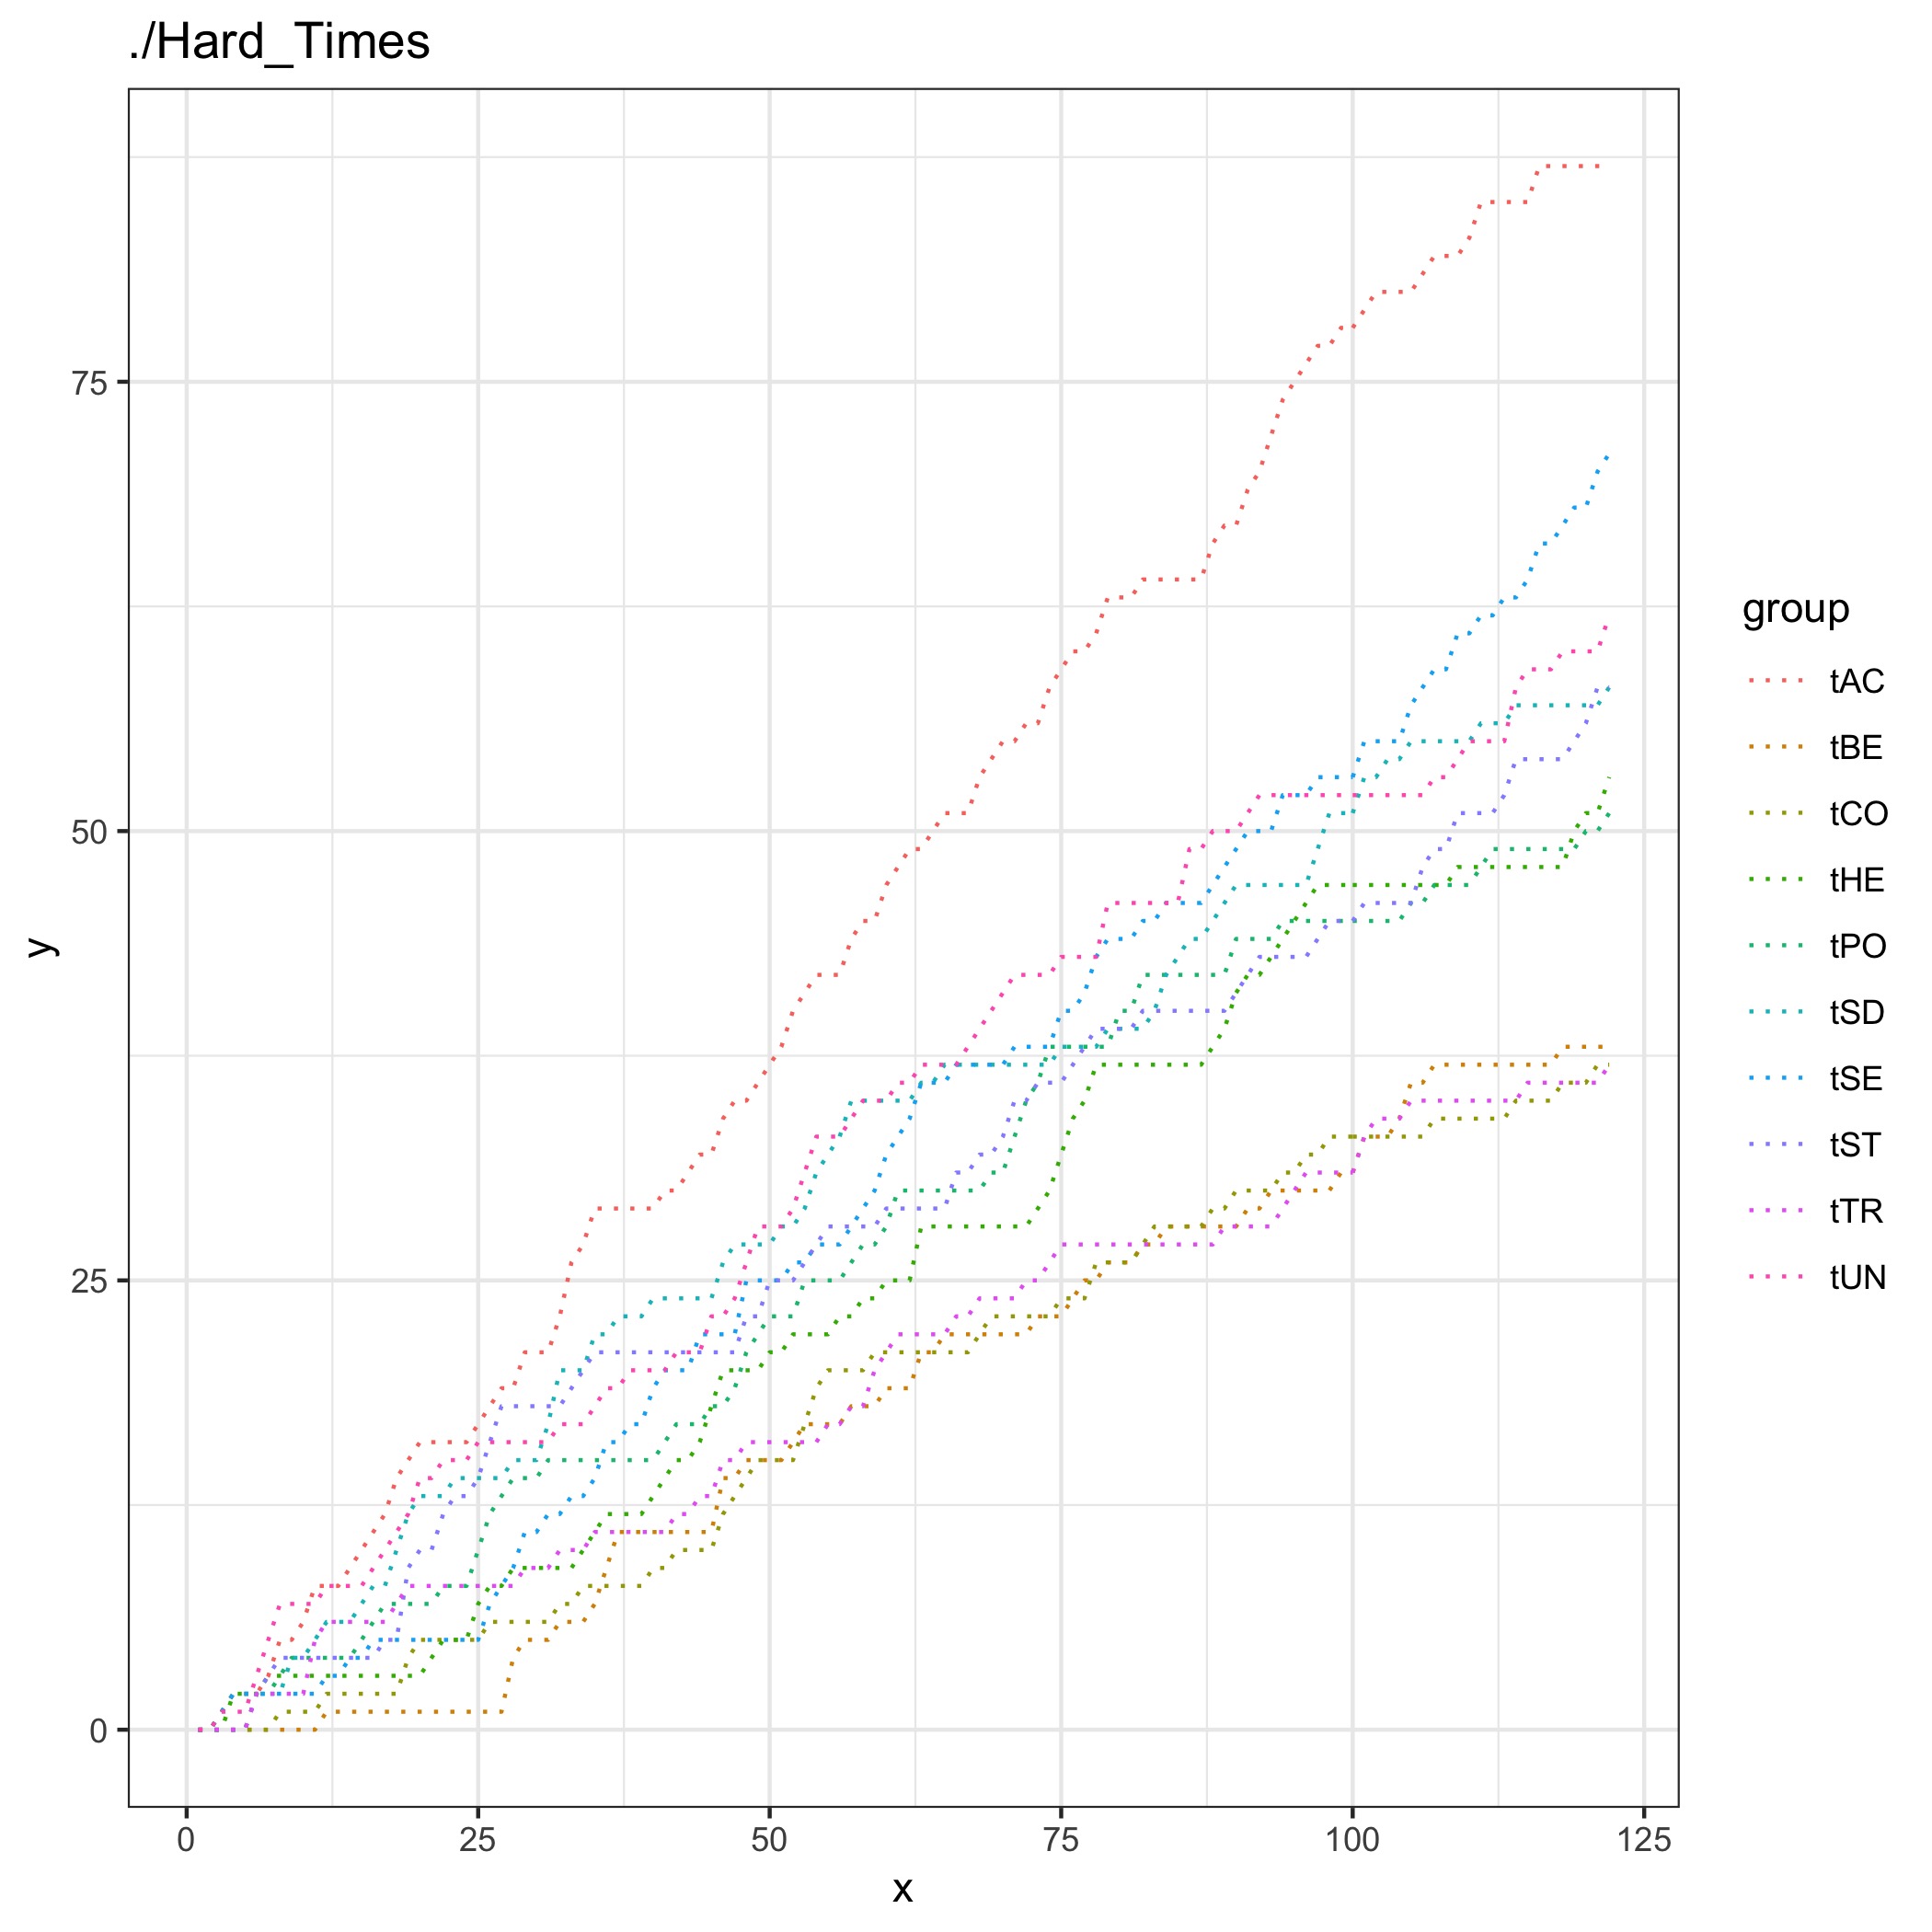 ./Hard_Times
75
50
25
0
y
0 25 50 75 100 125
x
group
tAC
tBE
tCO
tHE
tPO
tSD
tSE
tST
tTR
tUN